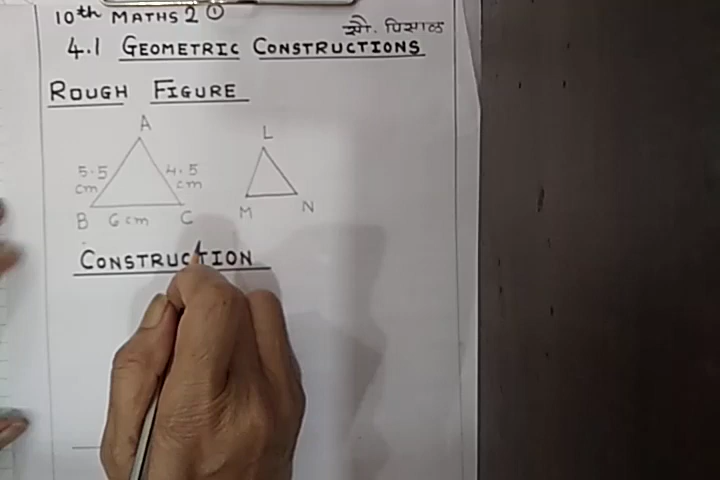 10th MATHS 2 ①
सौ. पिसाळ
4.1 GEOMETRIC CONSTRUCTIONS
ROUGH FIGURE
A
L
5.5 cm
4.5 cm
B 6 cm C
M N
CONSTRUCTION